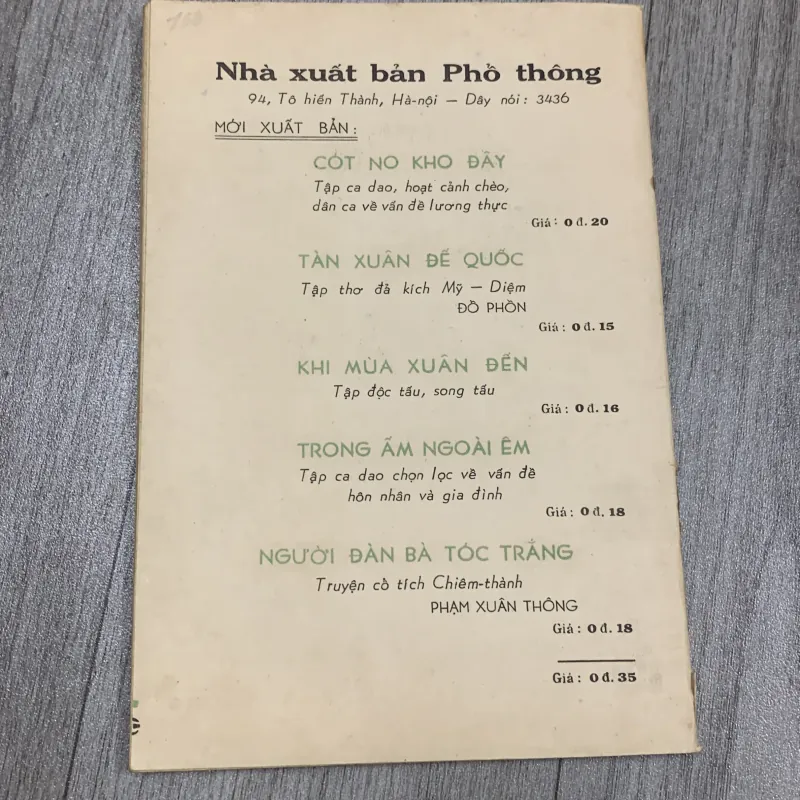 Nhà xuất bản Phổ thông
94, Tô hiến Thành, Hà-nội — Dây nói: 3436
MỚI XUẤT BẢN:
CÓT NO KHO ĐẦY
Tập ca dao, hoạt cảnh chèo,
dân ca về vấn đề lương thực
Giá: 0 đ. 20
TÀN XUÂN ĐẾ QUỐC
Tập thơ đả kích Mỹ — Diệm
ĐỒ PHỒN
Giá: 0 đ. 15
KHI MÙA XUÂN ĐẾN
Tập độc tấu, song tấu
Giá: 0 đ. 16
TRONG ẤM NGOÀI ÊM
Tập ca dao chọn lọc về vấn đề
hôn nhân và gia đình
Giá: 0 đ. 18
NGƯỜI ĐÀN BÀ TÓC TRẮNG
Truyện cổ tích Chiêm-thành
PHẠM XUÂN THÔNG
Giá: 0 đ. 18
Giá: 0 đ. 35